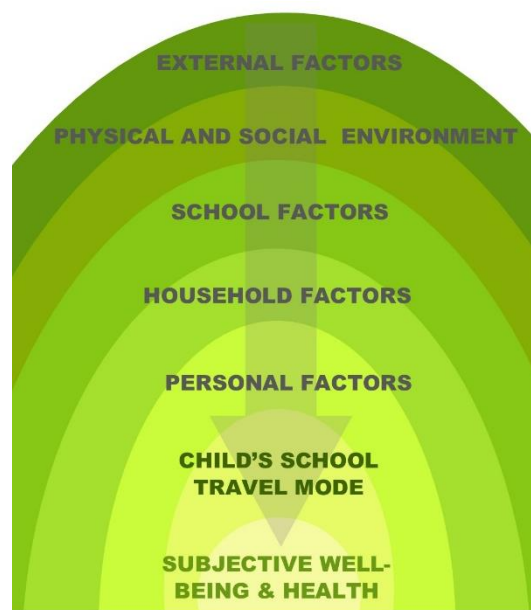 EXTERNAL FACTORS
PHYSICAL AND SOCIAL ENVIRONMENT
SCHOOL FACTORS
HOUSEHOLD FACTORS
PERSONAL FACTORS
CHILD'S SCHOOL
TRAVEL MODE
SUBJECTIVE WELL-
BEING & HEALTH